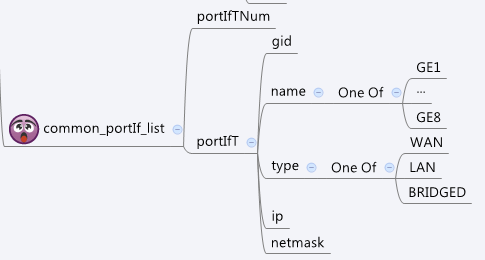 portIfTNum
gid
GE1
name
One Of
...
GE8
common_portIf_list
portIfT
WAN
type
One Of
LAN
BRIDGED
ip
netmask